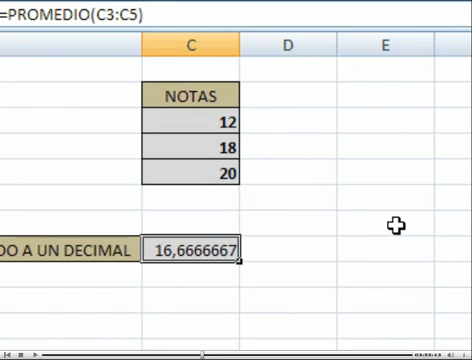 =PROMEDIO(C3:C5)
C D E
NOTAS
12
18
20
DO A UN DECIMAL 16,6666667